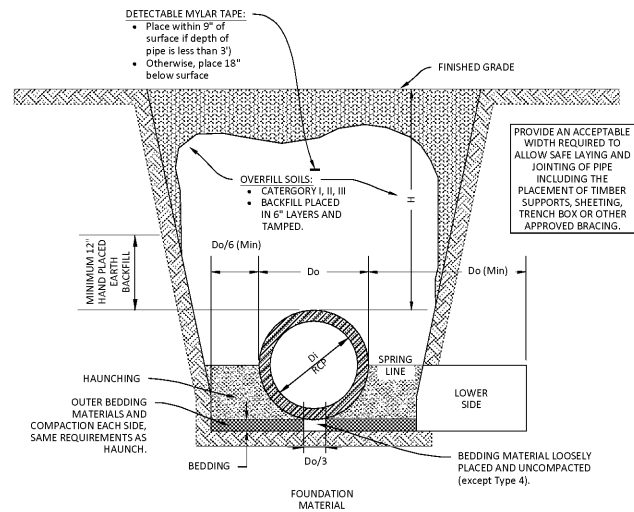 DETECTABLE MYLAR TAPE:
• Place within 9" of
surface if depth of
pipe is less than 3')
• Otherwise, place 18"
below surface
FINISHED GRADE
PROVIDE AN ACCEPTABLE
WIDTH REQUIRED TO
ALLOW SAFE LAYING AND
JOINTING OF PIPE
INCLUDING THE
PLACEMENT OF TIMBER
SUPPORTS, SHEETING,
TRENCH BOX OR OTHER
APPROVED BRACING.
OVERFILL SOILS:
• CATERGORY I, II, III
• BACKFILL PLACED
IN 6" LAYERS AND
TAMPED.
H
MINIMUM 12"
HAND PLACED
EARTH
BACKFILL
Do/6 (Min)
Do
Do (Min)
Di
RCP
SPRING
LINE
HAUNCHING
LOWER
SIDE
OUTER BEDDING
MATERIALS AND
COMPACTION EACH SIDE,
SAME REQUIREMENTS AS
HAUNCH.
BEDDING
Do/3
BEDDING MATERIAL LOOSELY
PLACED AND UNCOMPACTED
(except Type 4).
FOUNDATION
MATERIAL